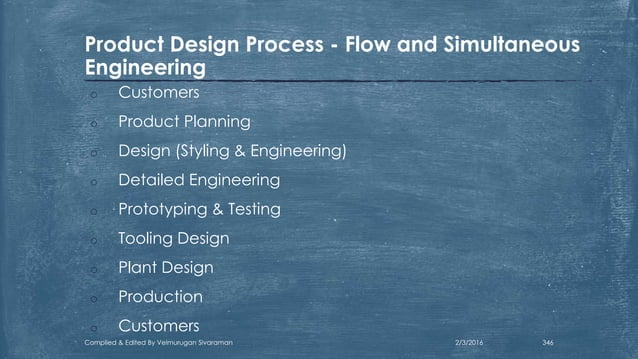 Product Design Process - Flow and Simultaneous
Engineering
o Customers
o Product Planning
o Design (Styling & Engineering)
o Detailed Engineering
o Prototyping & Testing
o Tooling Design
o Plant Design
o Production
o Customers
Complied & Edited By Velmurugan Sivaraman 2/3/2016 346